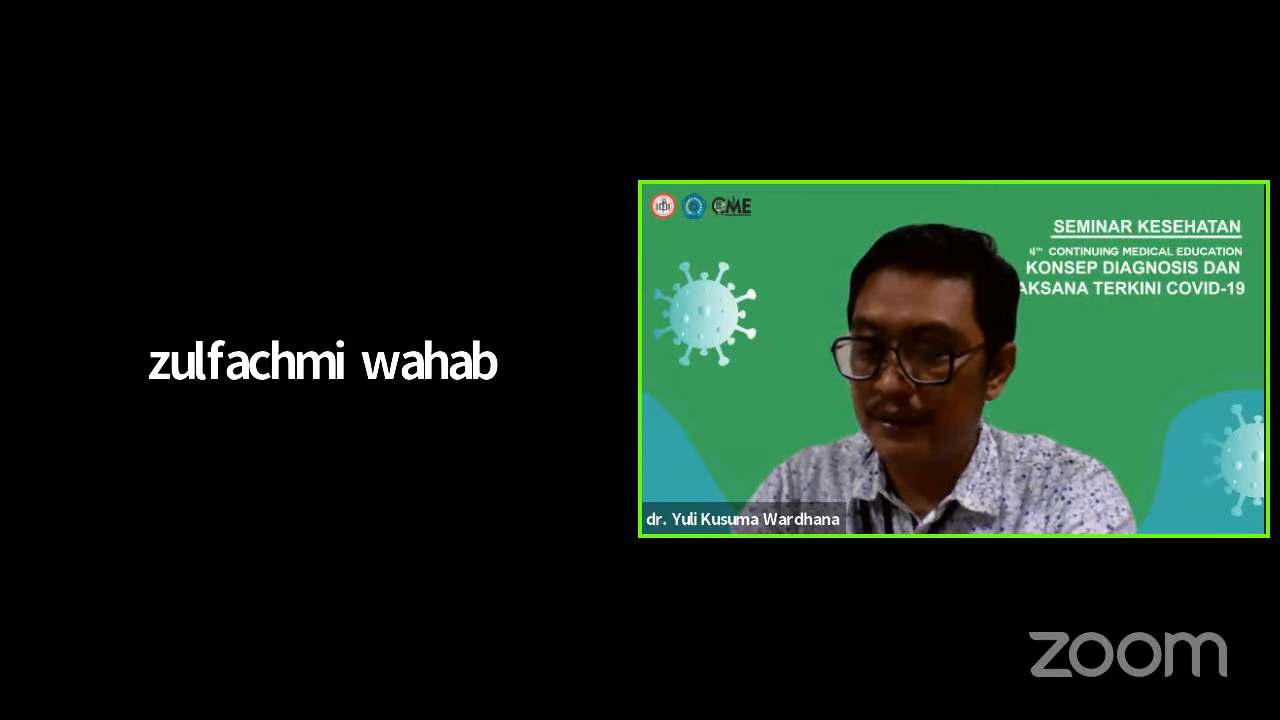 zulfachmi wahab
CME
SEMINAR KESEHATAN
4th CONTINUING MEDICAL EDUCATION
KONSEP DIAGNOSIS DAN
AKSANA TERKINI COVID-19
dr. Yuli Kusuma Wardhana
zoom